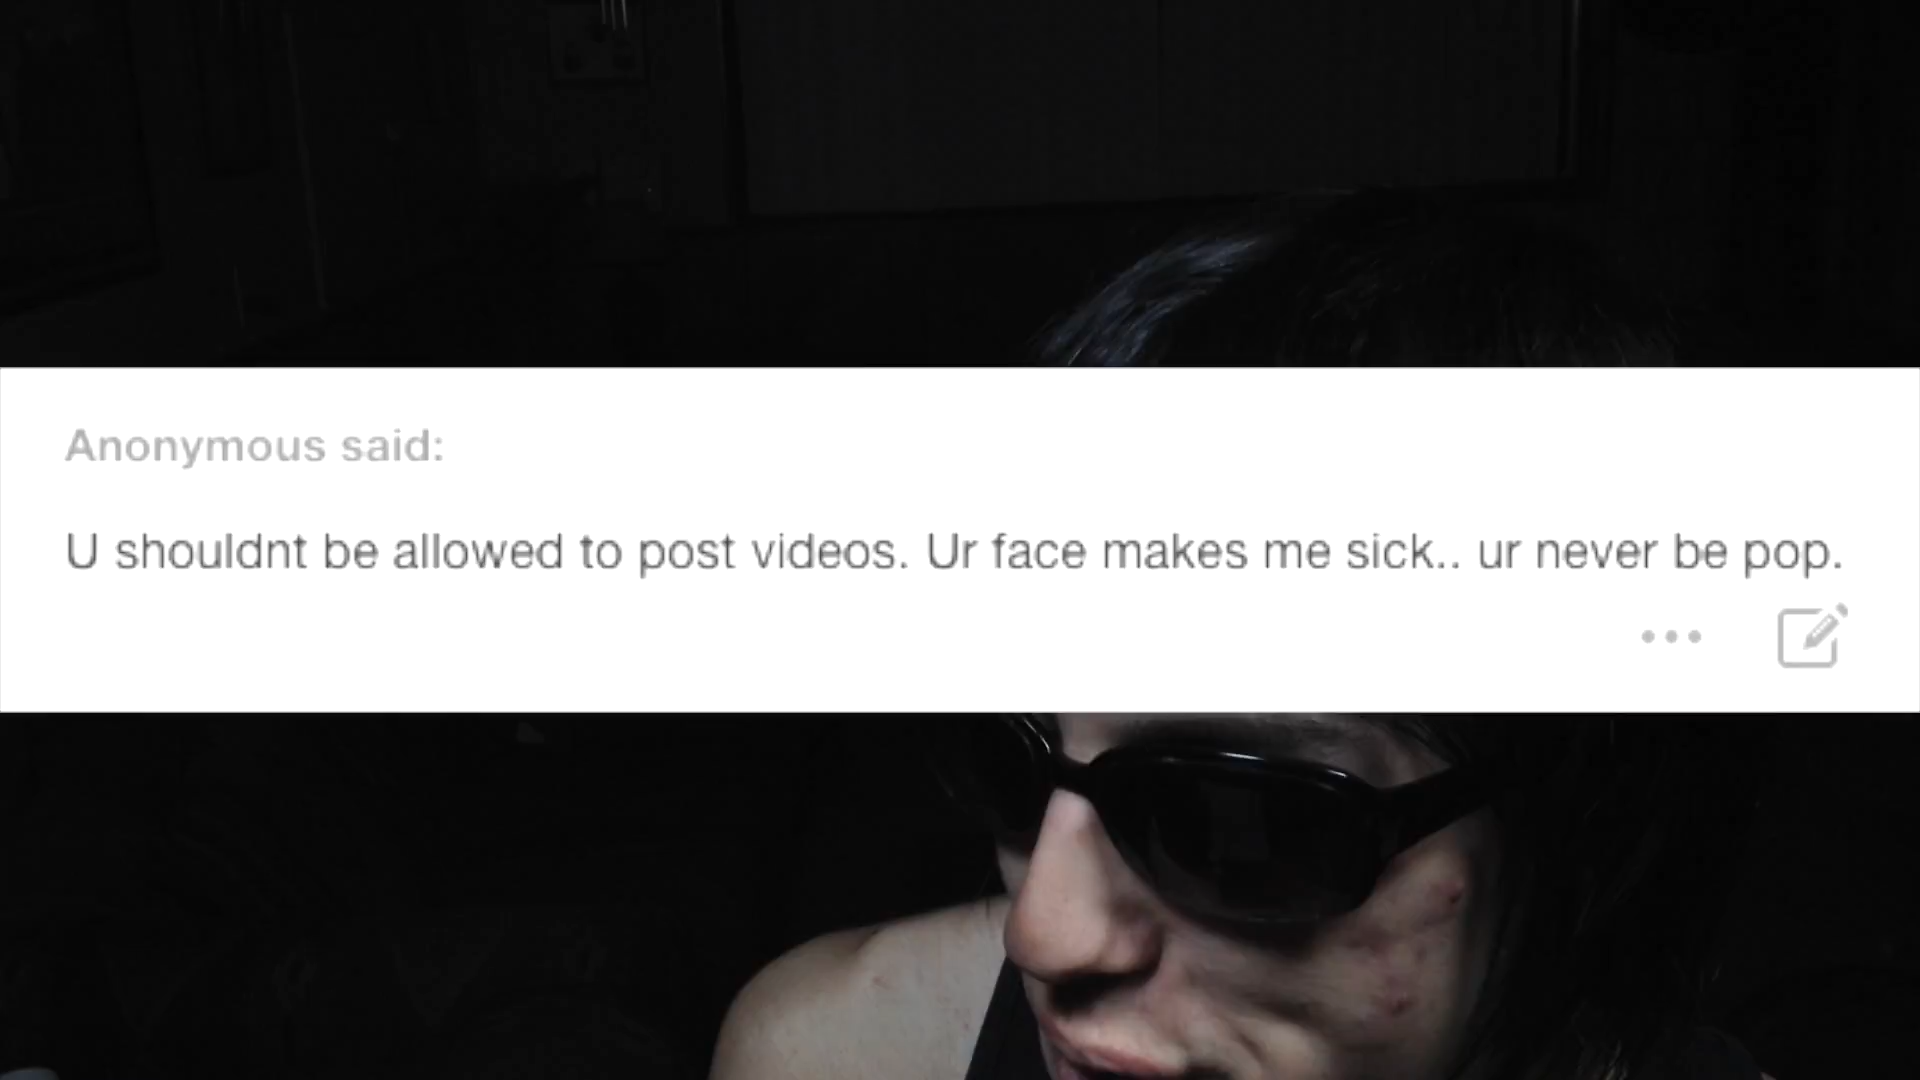 Anonymous said:
U shouldnt be allowed to post videos. Ur face makes me sick.. ur never be pop.